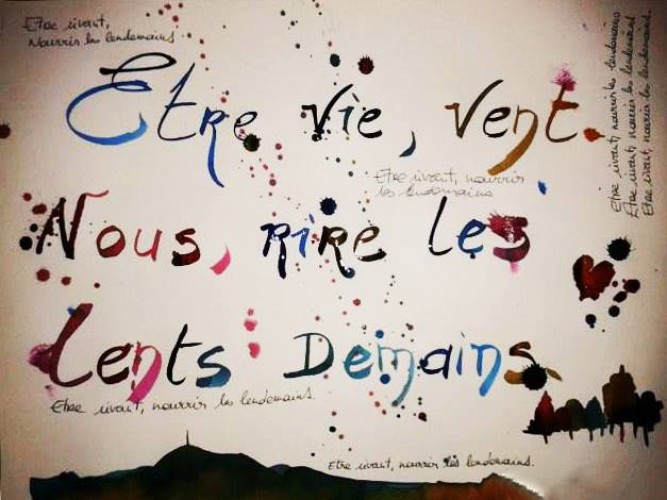 Etre vivant,
Nourrir les lendemains.
Etre vie, vent.
Etre vivant, nourrir
les lendemains
Nous, rire les
Lents Demains.
Etre vivant, nourrir les lendemains.
Etre vivant, nourrir les lendemains.
Etre vivant, nourrir les lendemains
Etre vivant, nourrir les lendemains.
Etre vivant, nourrir les lendemains.